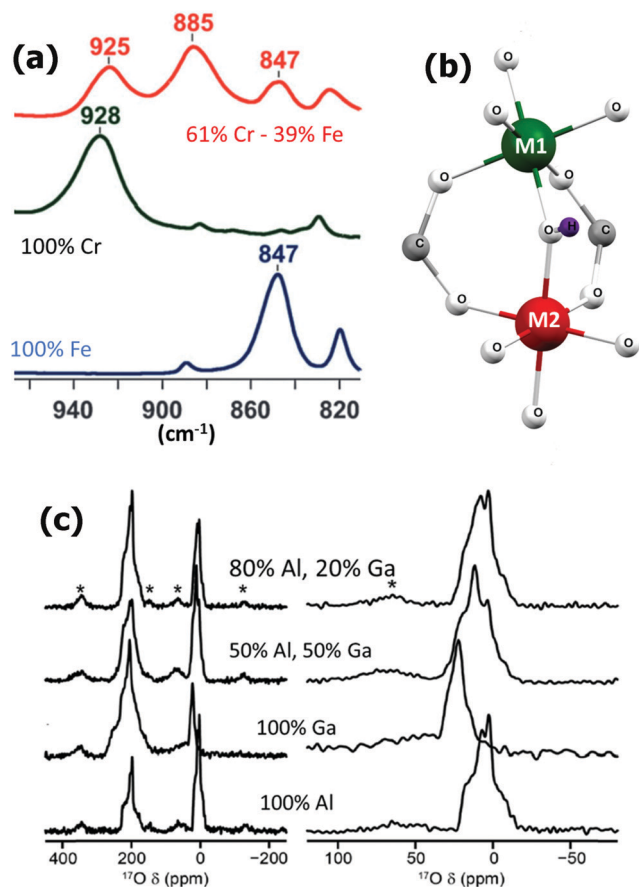 (a)
925
885
847
61% Cr - 39% Fe
928
100% Cr
847
100% Fe
940
900
860
820
(cm-1)
(b)
O
O
M1
O
O
O
C
O
H
C
O
O
M2
O
O
O
(c)
80% Al, 20% Ga
* * * * *
50% Al, 50% Ga
100% Ga
100% Al
450 400 200 0 −200
100 50 0 −50
17O δ (ppm)
17O δ (ppm)